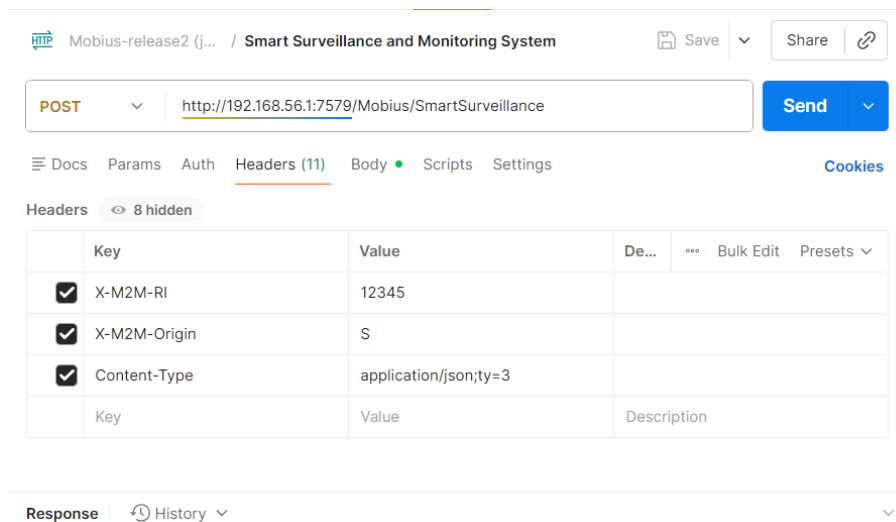 HTTP Mobius-release2 (j... / Smart Surveillance and Monitoring System Save Share
POST http://192.168.56.1:7579/Mobius/SmartSurveillance Send
Docs Params Auth Headers (11) Body Scripts Settings Cookies
Headers 8 hidden
Key Value De... Bulk Edit Presets
X-M2M-RI 12345
X-M2M-Origin S
Content-Type application/json;ty=3
Key Value Description
Response History